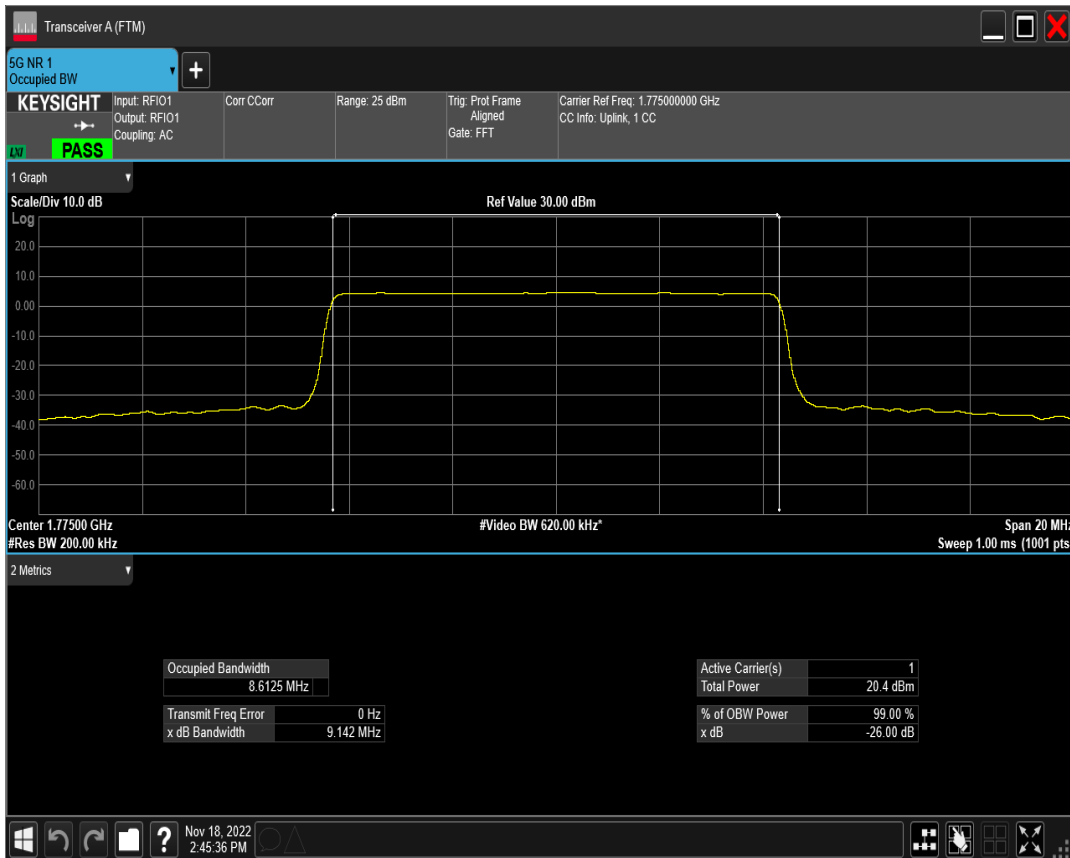 Transceiver A (FTM)
5G NR 1
Occupied BW
+
KEYSIGHT
LXI
PASS
Input: RFIO1
Output: RFIO1
Coupling: AC
Corr CCorr
Range: 25 dBm
Trig: Prot Frame
Aligned
Gate: FFT
Carrier Ref Freq: 1.775000000 GHz
CC Info: Uplink, 1 CC
1 Graph
Scale/Div 10.0 dB
Ref Value 30.00 dBm
Log
20.0
10.0
0.00
-10.0
-20.0
-30.0
-40.0
-50.0
-60.0
Center 1.77500 GHz
#Video BW 620.00 kHz*
Span 20 MHz
#Res BW 200.00 kHz
Sweep 1.00 ms (1001 pts
2 Metrics
Occupied Bandwidth
8.6125 MHz
Transmit Freq Error 0 Hz
x dB Bandwidth 9.142 MHz
Active Carrier(s) 1
Total Power 20.4 dBm
% of OBW Power 99.00 %
x dB -26.00 dB
?
Nov 18, 2022
2:45:36 PM